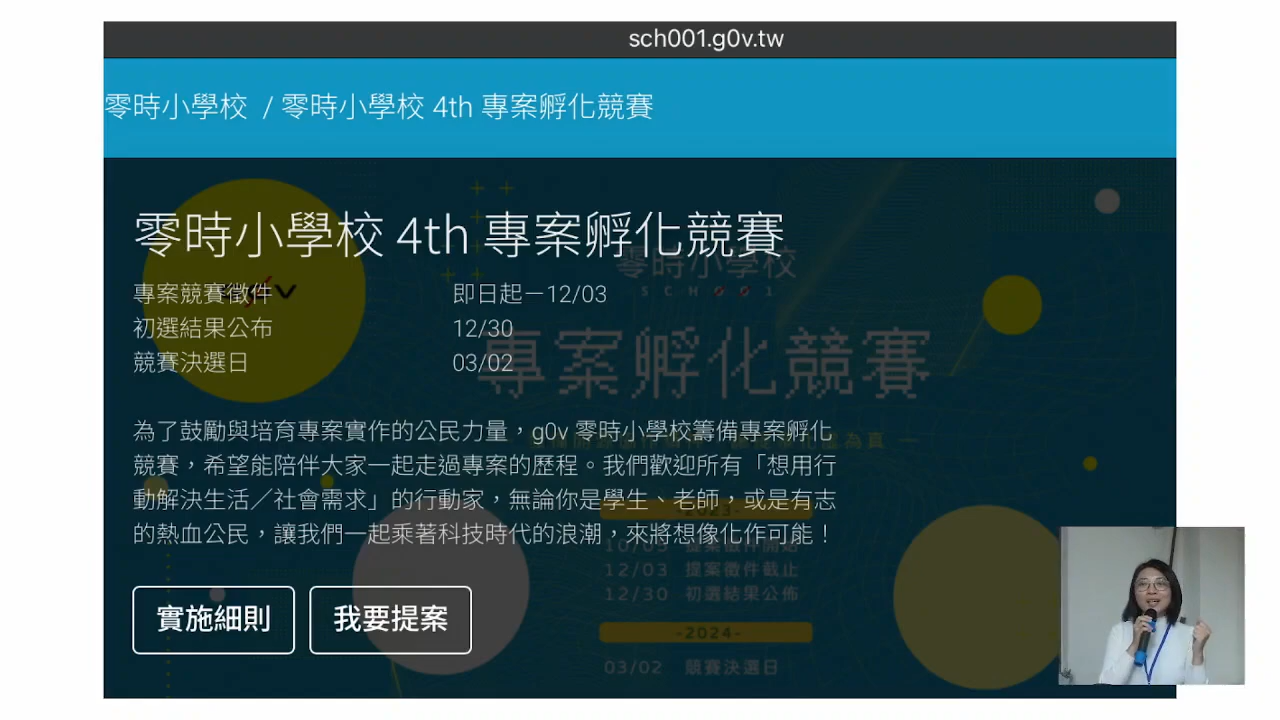 sch001.g0v.tw
零時小學校 / 零時小學校 4th 專案孵化競賽
零時小學校 4th 專案孵化競賽
零時小學校
SCH001
專案競賽徵件 即日起－12/03
初選結果公布 12/30
競賽決選日 03/02
專案孵化競賽
為了鼓勵與培育專案實作的公民力量，g0v 零時小學校籌備專案孵化
競賽，希望能陪伴大家一起走過專案的歷程。我們歡迎所有「想用行
動解決生活／社會需求」的行動家，無論你是學生、老師，或是有志
的熱血公民，讓我們一起乘著科技時代的浪潮，來將想像化作可能！
-2023-
10/05 提案徵件開始
12/03 提案徵件截止
12/30 初選結果公佈
-2024-
03/02 競賽決選日
實施細則 我要提案